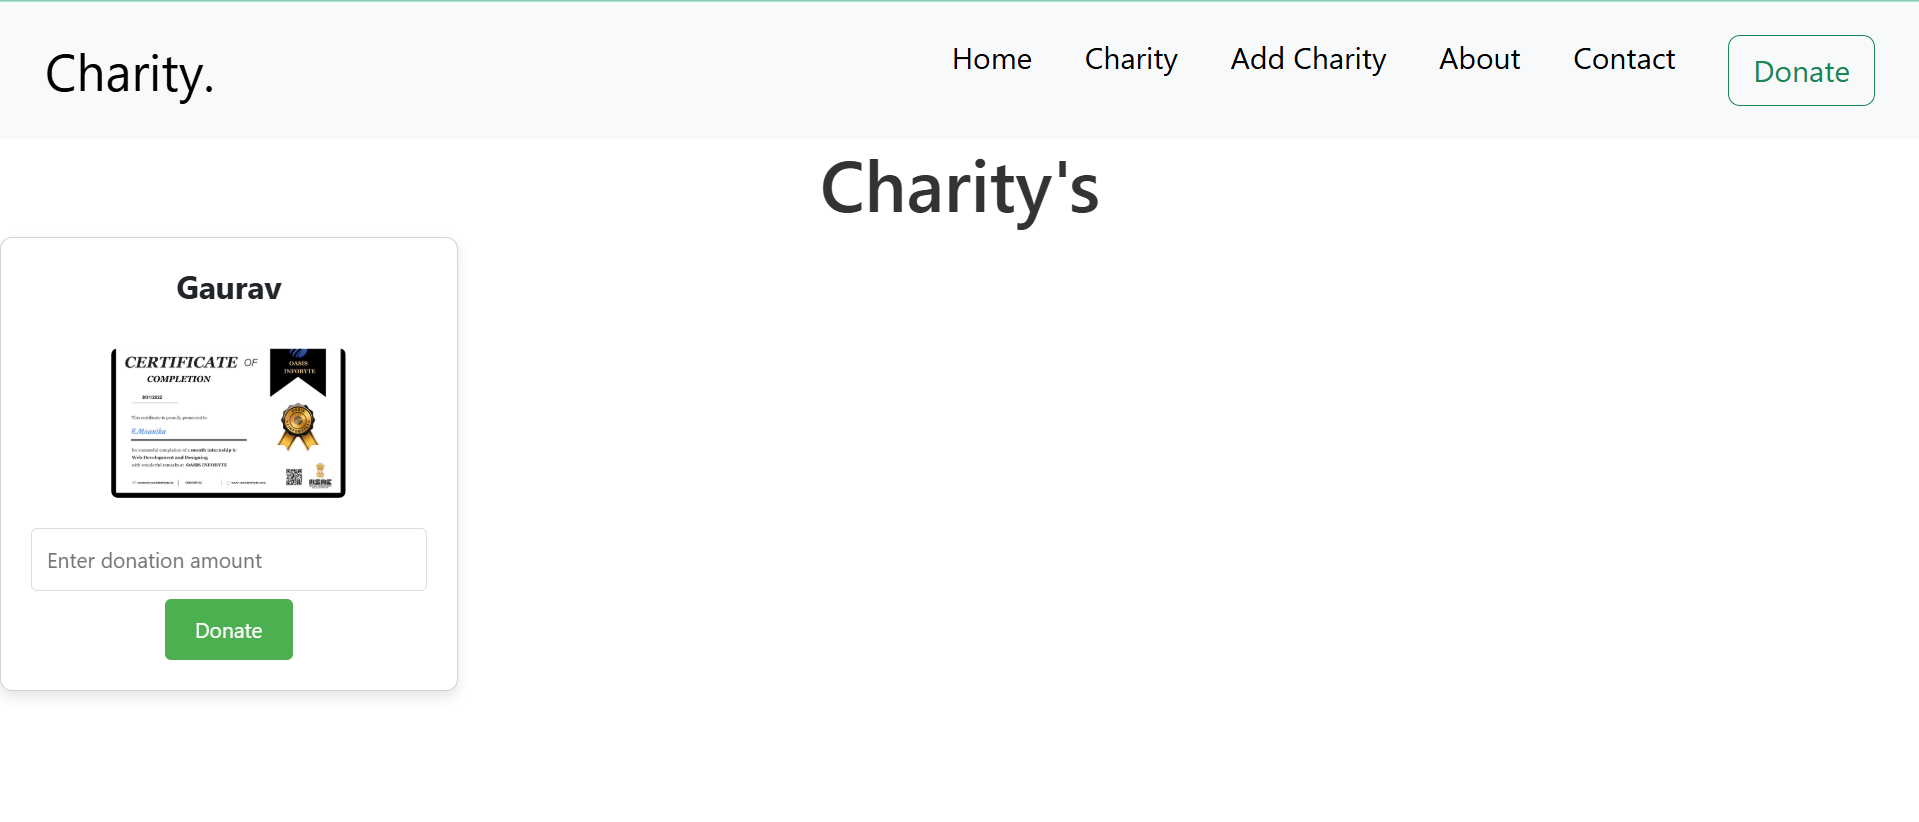 Charity.
Home Charity Add Charity About Contact Donate
Charity's
Gaurav
CERTIFICATE OF
COMPLETION
OASIS
INFOBYTE
This certificate is proudly presented to
R.Mounika
for successful completion of a month internship in
Web Development and Designing
with wonderful remarks at OASIS INFOBYTE
Enter donation amount
Donate